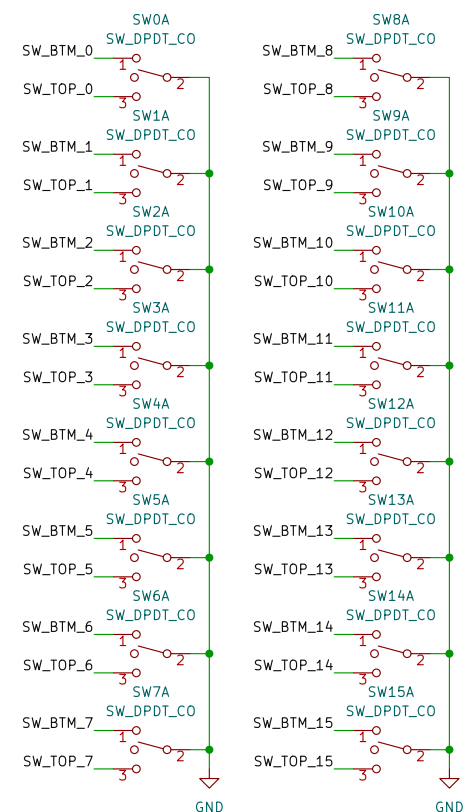 SW0A
SW_DPDT_CO
SW_BTM_0
1
2
SW_TOP_0
3
SW1A
SW_DPDT_CO
SW_BTM_1
1
2
SW_TOP_1
3
SW2A
SW_DPDT_CO
SW_BTM_2
1
2
SW_TOP_2
3
SW3A
SW_DPDT_CO
SW_BTM_3
1
2
SW_TOP_3
3
SW4A
SW_DPDT_CO
SW_BTM_4
1
2
SW_TOP_4
3
SW5A
SW_DPDT_CO
SW_BTM_5
1
2
SW_TOP_5
3
SW6A
SW_DPDT_CO
SW_BTM_6
1
2
SW_TOP_6
3
SW7A
SW_DPDT_CO
SW_BTM_7
1
2
SW_TOP_7
3
GND
SW8A
SW_DPDT_CO
SW_BTM_8
1
2
SW_TOP_8
3
SW9A
SW_DPDT_CO
SW_BTM_9
1
2
SW_TOP_9
3
SW10A
SW_DPDT_CO
SW_BTM_10
1
2
SW_TOP_10
3
SW11A
SW_DPDT_CO
SW_BTM_11
1
2
SW_TOP_11
3
SW12A
SW_DPDT_CO
SW_BTM_12
1
2
SW_TOP_12
3
SW13A
SW_DPDT_CO
SW_BTM_13
1
2
SW_TOP_13
3
SW14A
SW_DPDT_CO
SW_BTM_14
1
2
SW_TOP_14
3
SW15A
SW_DPDT_CO
SW_BTM_15
1
2
SW_TOP_15
3
GND